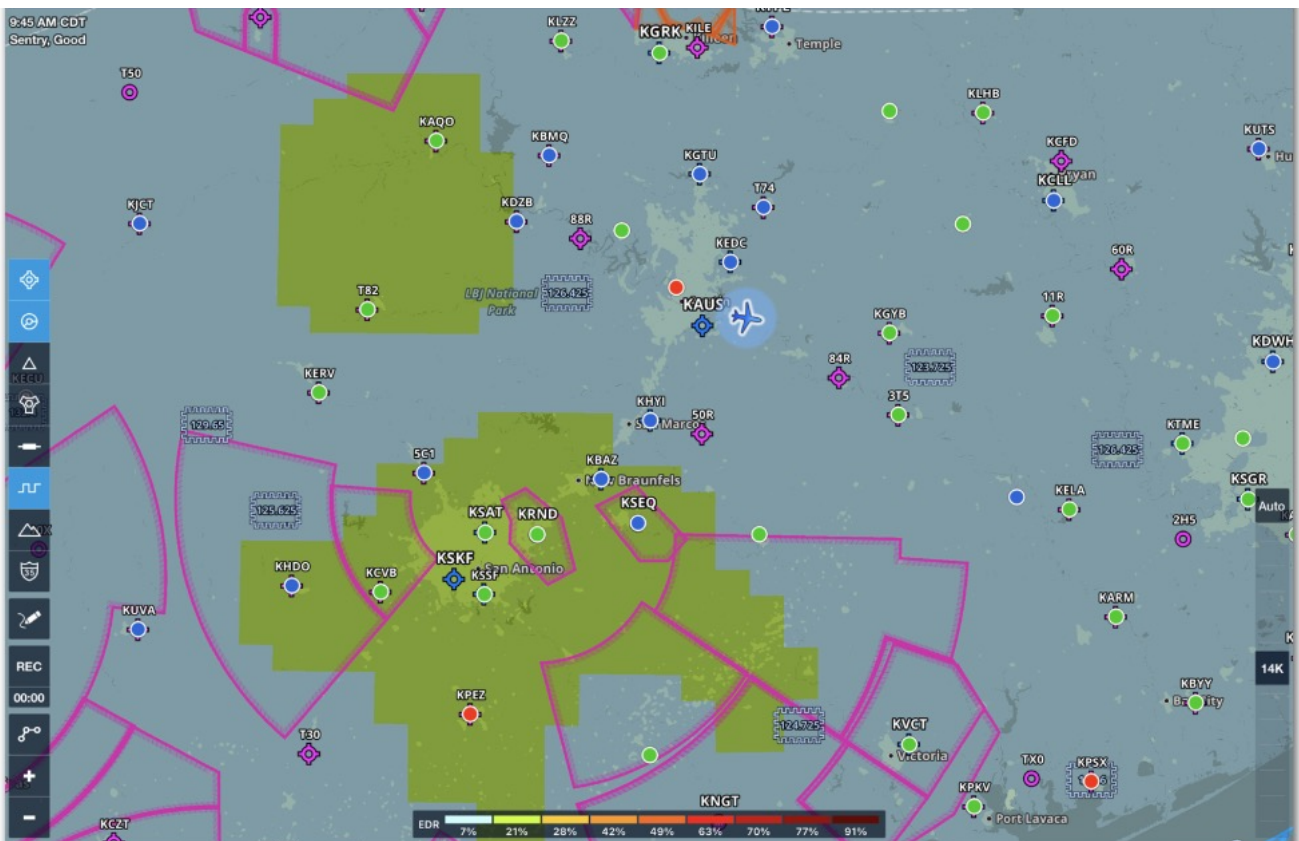 9:45 AM CDT
Sentry, Good
KLZZ
KGRK
KILE
Temple
T50
KLHB
KAQO
KBMQ
KGTU
KCFD
KUTS
KCLL
T74
KJCT
KDZB
88R
KEDC
60R
T82
LBJ National
Park
126.425
KAUS
11R
KGYB
KDWH
KERV
84R
123.725
129.65
KHYI
50R
3T5
KTME
126.425
5C1
KBAZ
New Braunfels
KELA
KSGR
Auto
125.625
KSAT
KRND
KSEQ
2H5
35
KHDO
KCVB
KSKF
KSSF
San Antonio
KUVA
KARM
REC
00:00
14K
KPEZ
KBYY
Bay City
T30
124.725
KVCT
Victoria
TX0
KPSX
KNGT
KPKV
Port Lavaca
KCZT
EDR
7% 21% 28% 42% 49% 63% 70% 77% 91%